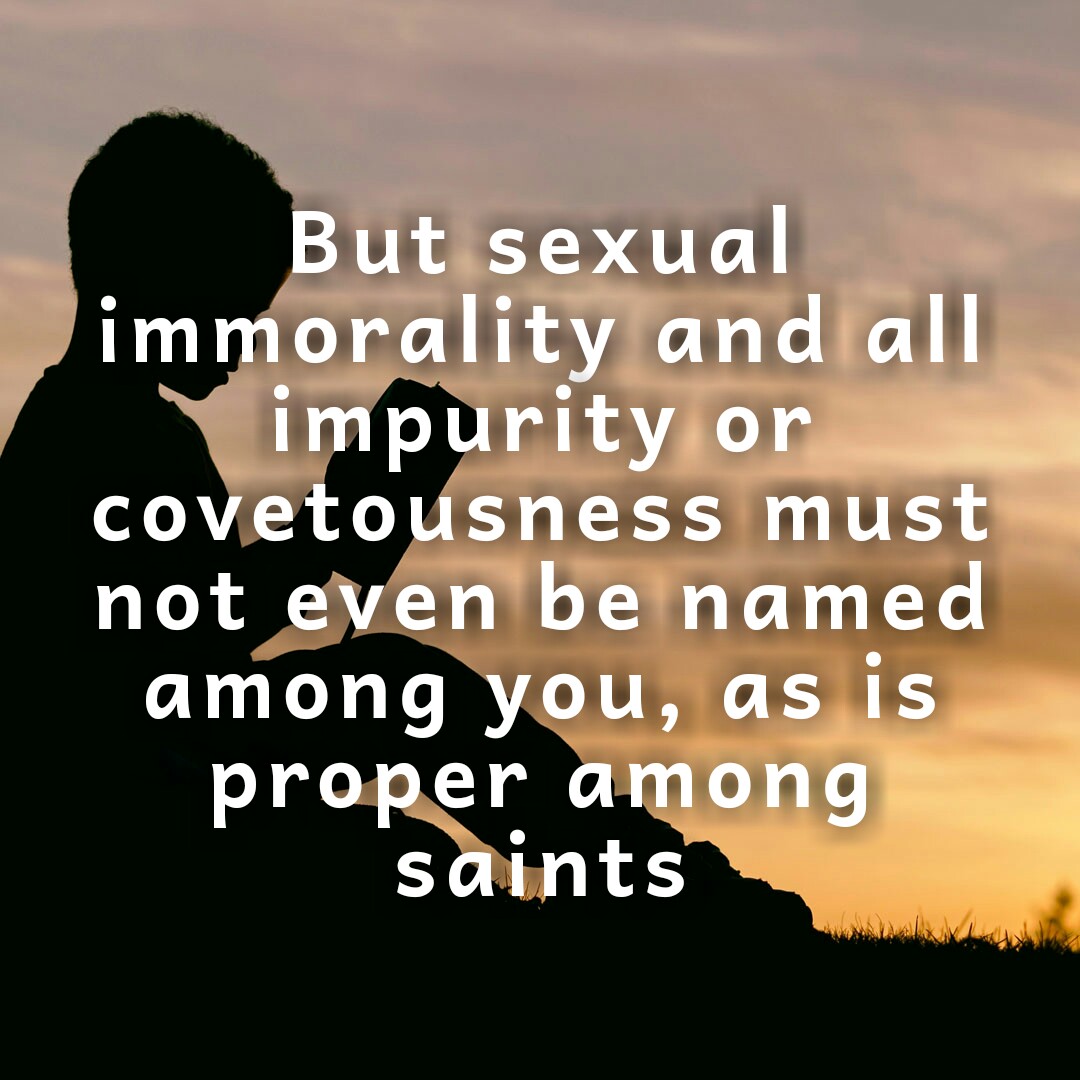 But sexual
immorality and all
impurity or
covetousness must
not even be named
among you, as is
proper among
saints